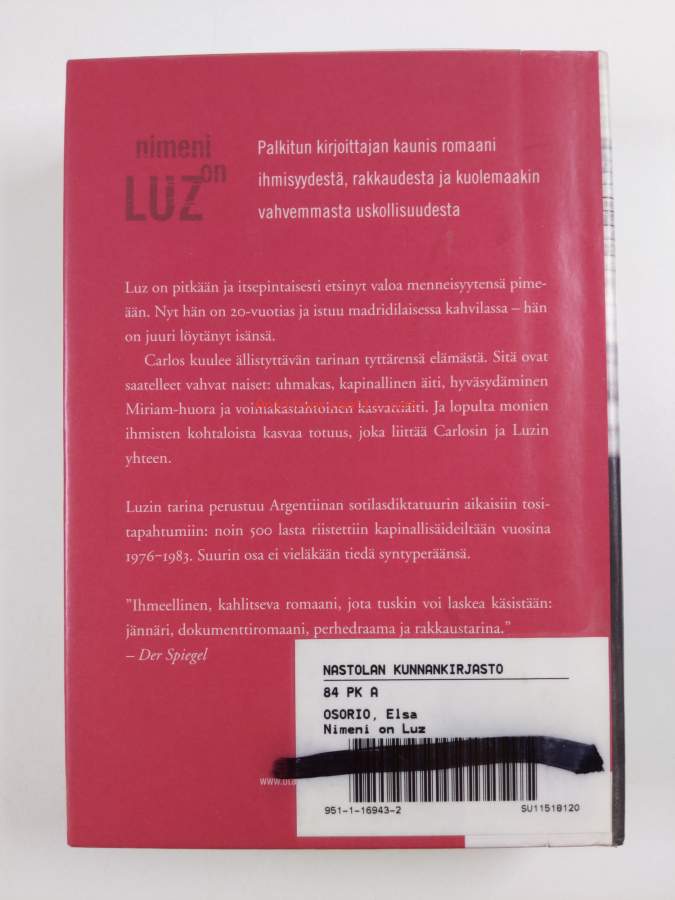 nimeni
on
LUZ
Palkitun kirjoittajan kaunis romaani
ihmisyydestä, rakkaudesta ja kuolemaakin
vahvemmasta uskollisuudesta
Luz on pitkään ja itsepintaisesti etsinyt valoa menneisyytensä pime-
ään. Nyt hän on 20-vuotias ja istuu madridilaisessa kahvilassa – hän
on juuri löytänyt isänsä.
Carlos kuulee ällistyttävän tarinan tyttärensä elämästä. Sitä ovat
saatelleet vahvat naiset: uhmakas, kapinallinen äiti, hyväsydäminen
Miriam-huora ja voimakastahtoinen kasvattiäiti. Ja lopulta monien
ihmisten kohtaloista kasvaa totuus, joka liittää Carlosin ja Luzin
yhteen.
Luzin tarina perustuu Argentiinan sotilasdiktatuurin aikaisiin tosi-
tapahtumiin: noin 500 lasta riistettiin kapinallisäideiltään vuosina
1976–1983. Suurin osa ei vieläkään tiedä syntyperäänsä.
"Ihmeellinen, kahlitseva romaani, jota tuskin voi laskea käsistään:
jännäri, dokumenttiromaani, perhedraama ja rakkaustarina."
– Der Spiegel
NASTOLAN KUNNANKIRJASTO
84 PK A
OSORIO, Elsa
Nimeni on Luz
951-1-16943-2 SU11518120